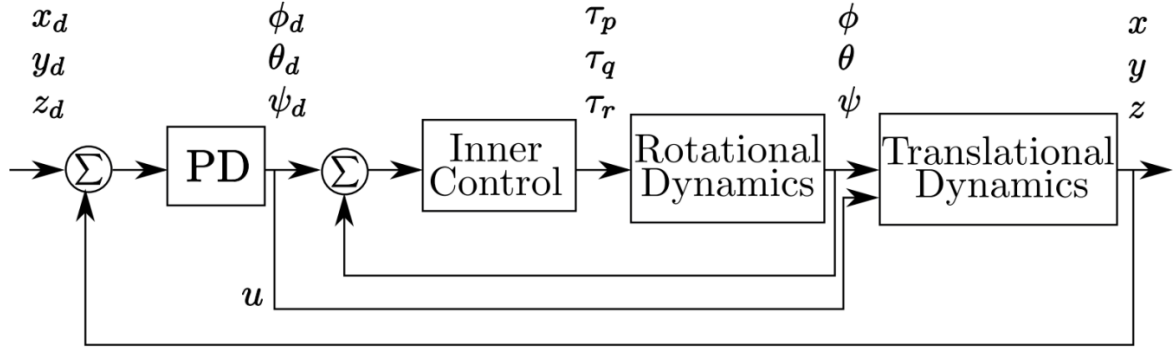 x_d
y_d
z_d
ϕ_d
θ_d
ψ_d
τ_p
τ_q
τ_r
ϕ
θ
ψ
x
y
z
Σ
PD
Σ
Inner
Control
Rotational
Dynamics
Translational
Dynamics
u